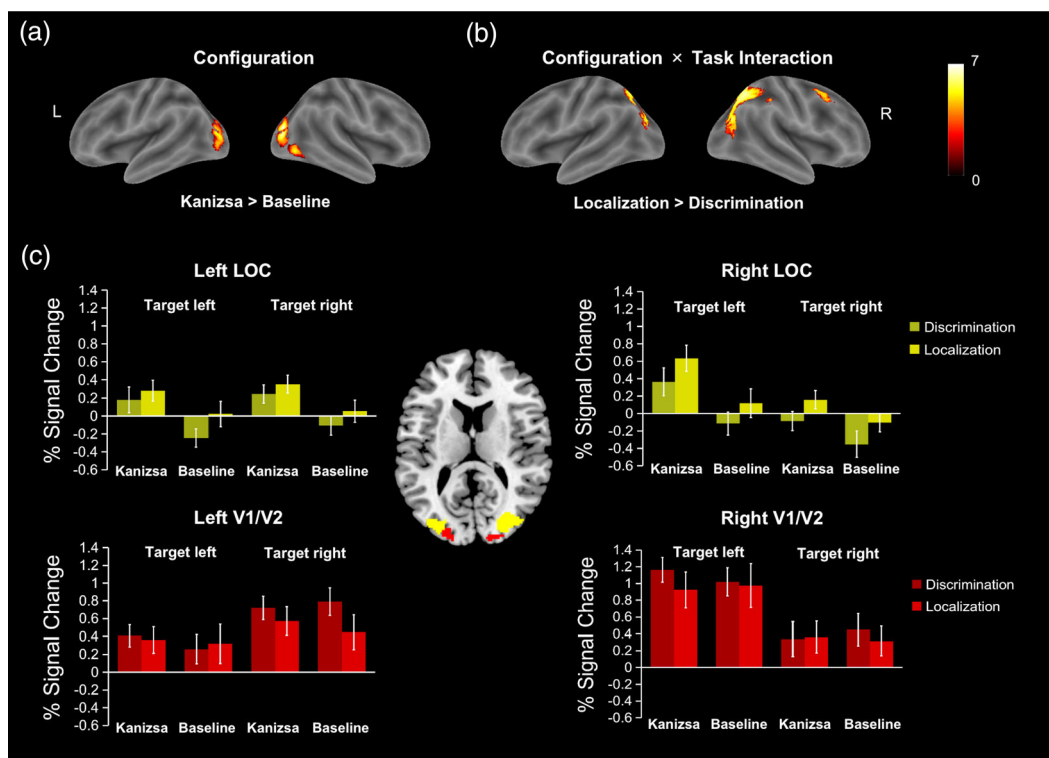 (a)
Configuration
L
Kanizsa > Baseline
(b)
Configuration × Task Interaction
R
Localization > Discrimination
7
0
(c)
Left LOC
% Signal Change
1.4
1.2
1
0.8
0.6
0.4
0.2
0
-0.2
-0.4
-0.6
Target left Target right
Kanizsa Baseline Kanizsa Baseline
Right LOC
% Signal Change
1.4
1.2
1
0.8
0.6
0.4
0.2
0
-0.2
-0.4
-0.6
Target left Target right
Kanizsa Baseline Kanizsa Baseline
Discrimination
Localization
Left V1/V2
% Signal Change
1.4
1.2
1
0.8
0.6
0.4
0.2
0
-0.2
-0.4
-0.6
Target left Target right
Kanizsa Baseline Kanizsa Baseline
Right V1/V2
% Signal Change
1.4
1.2
1
0.8
0.6
0.4
0.2
0
-0.2
-0.4
-0.6
Target left Target right
Kanizsa Baseline Kanizsa Baseline
Discrimination
Localization